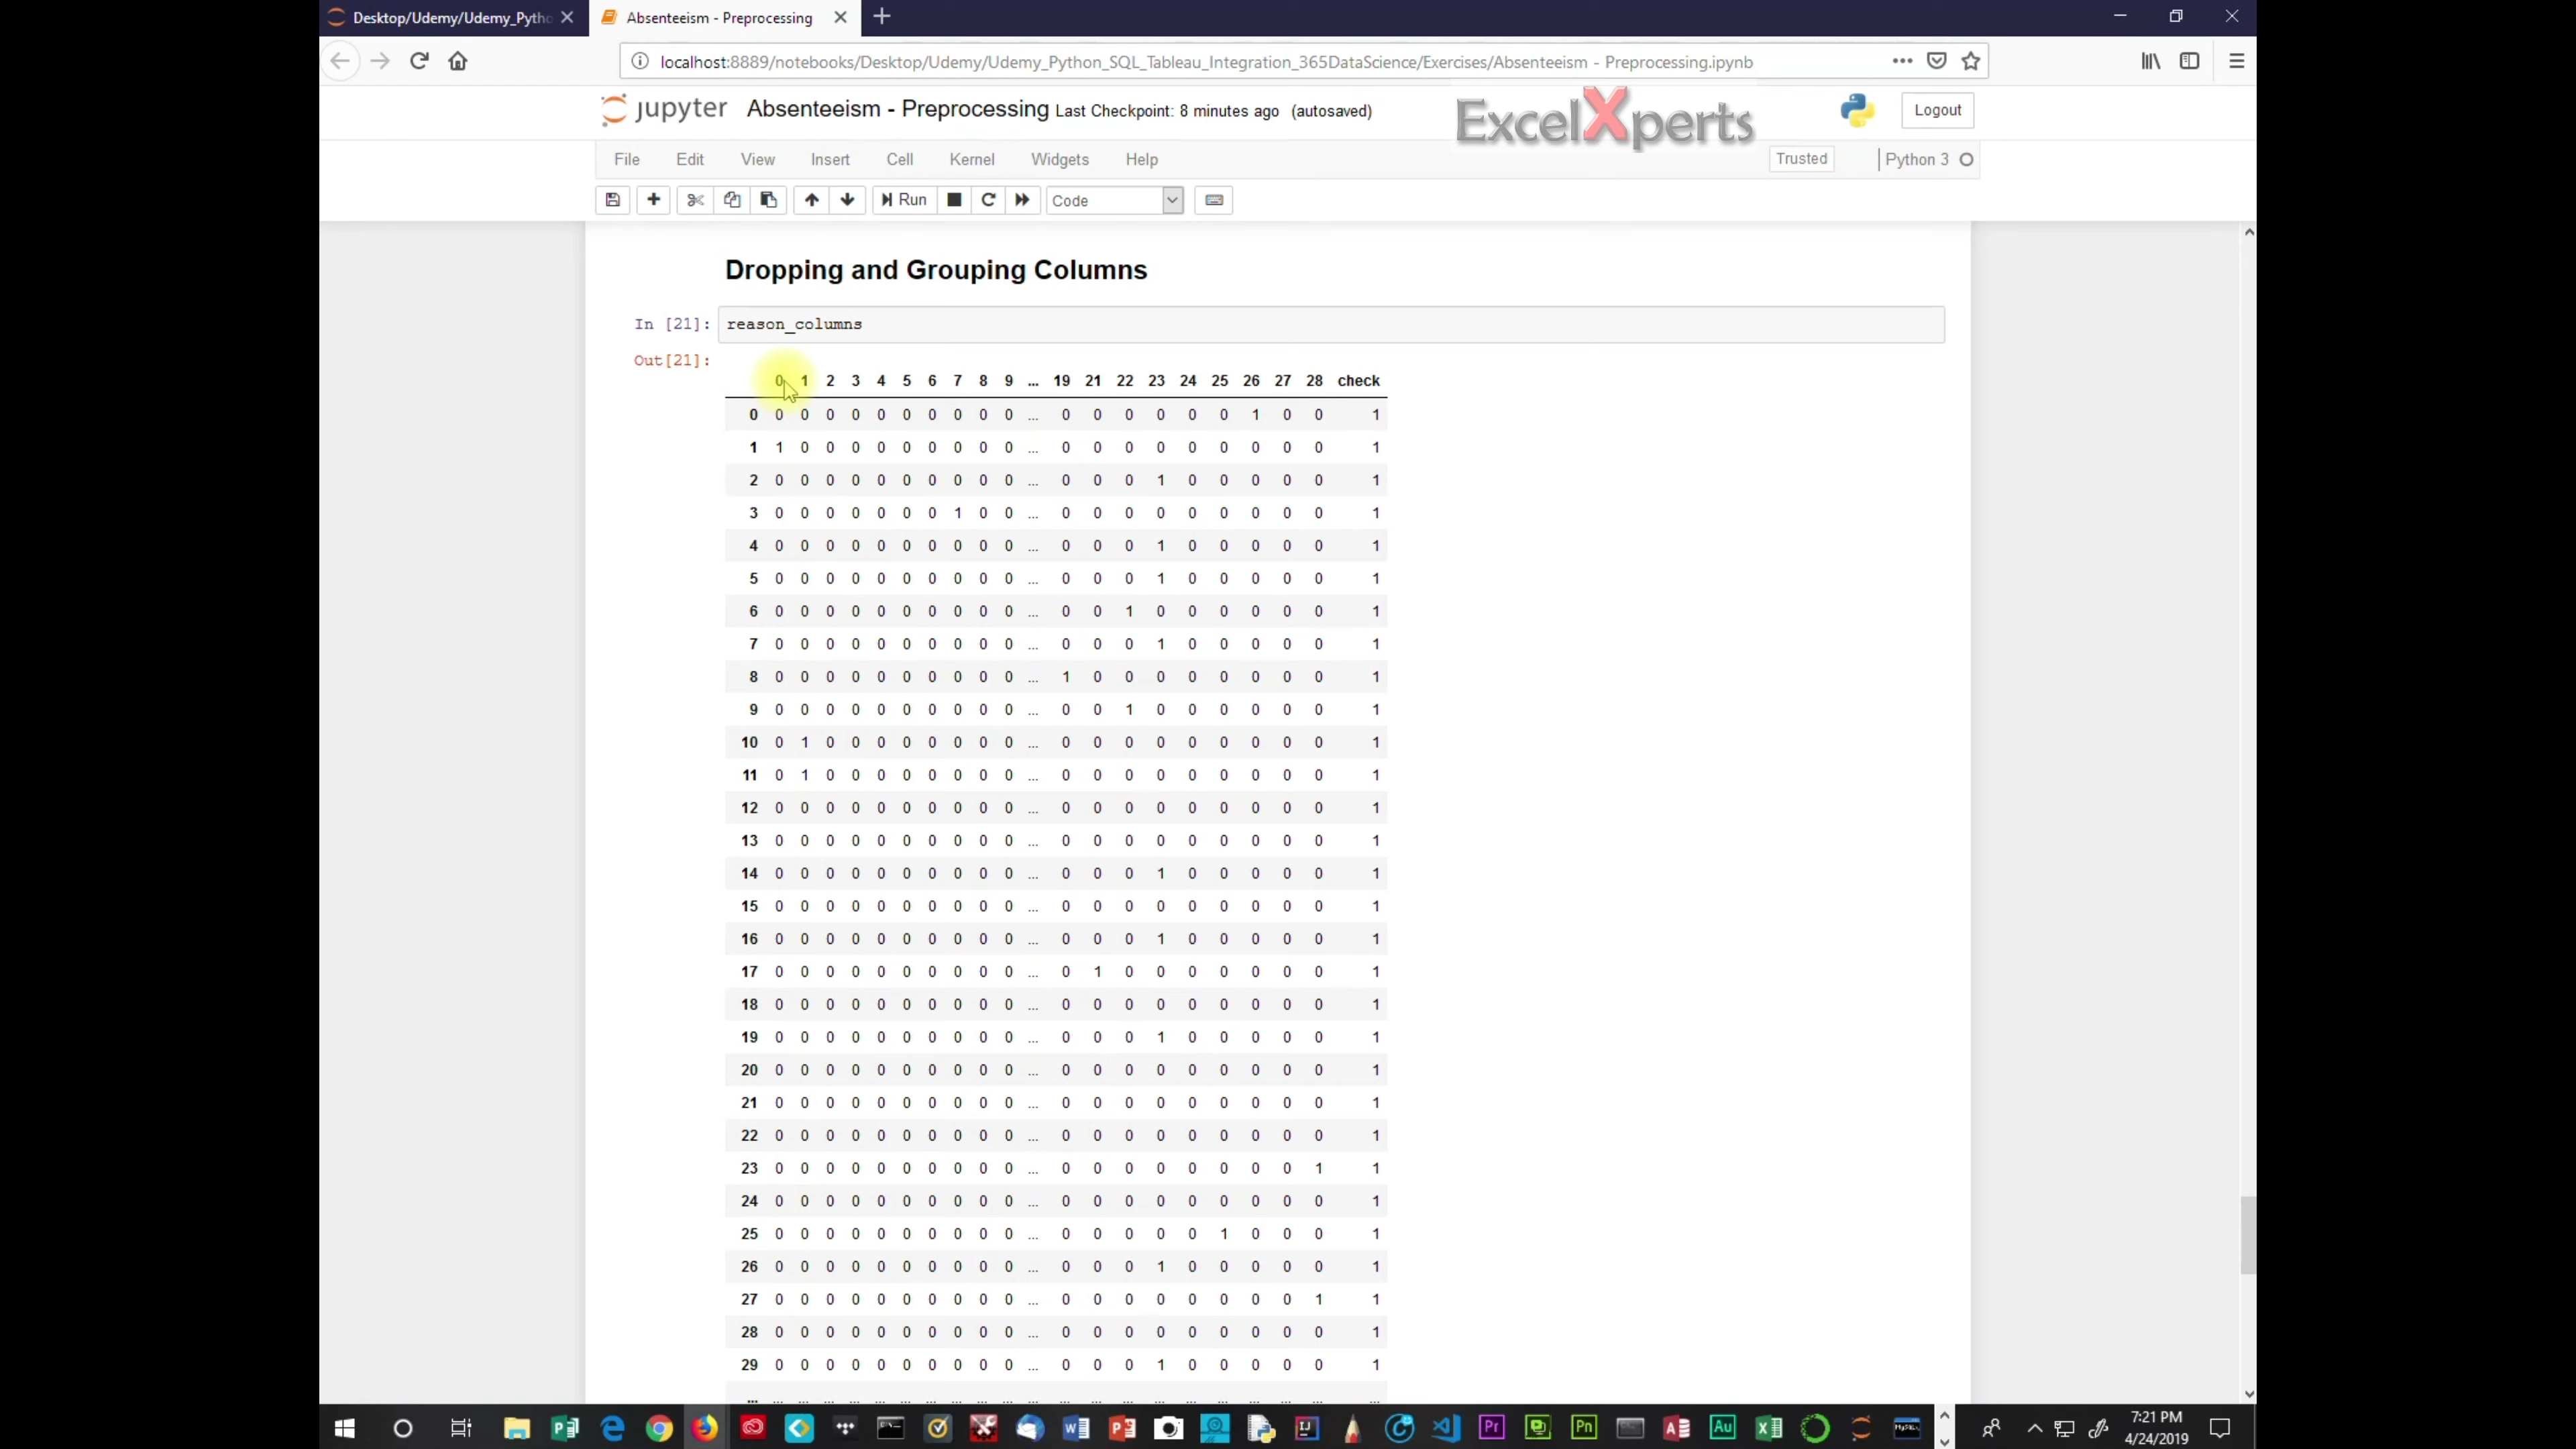 Desktop/Udemy/Udemy_Pytho
Absenteeism - Preprocessing
localhost:8889/notebooks/Desktop/Udemy/Udemy_Python_SQL_Tableau_Integration_365DataScience/Exercises/Absenteeism - Preprocessing.ipynb
jupyter Absenteeism - Preprocessing Last Checkpoint: 8 minutes ago (autosaved)
ExcelXperts
Logout
File Edit View Insert Cell Kernel Widgets Help
Trusted
Python 3
Run
Code
Dropping and Grouping Columns
In [21]: reason_columns
Out[21]:
0 1 2 3 4 5 6 7 8 9 ... 19 21 22 23 24 25 26 27 28 check
0 0 0 0 0 0 0 0 0 0 0 ... 0 0 0 0 0 0 1 0 0 1
1 1 0 0 0 0 0 0 0 0 0 ... 0 0 0 0 0 0 0 0 0 1
2 0 0 0 0 0 0 0 0 0 0 ... 0 0 0 1 0 0 0 0 0 1
3 0 0 0 0 0 0 0 1 0 0 ... 0 0 0 0 0 0 0 0 0 1
4 0 0 0 0 0 0 0 0 0 0 ... 0 0 0 1 0 0 0 0 0 1
5 0 0 0 0 0 0 0 0 0 0 ... 0 0 0 1 0 0 0 0 0 1
6 0 0 0 0 0 0 0 0 0 0 ... 0 0 1 0 0 0 0 0 0 1
7 0 0 0 0 0 0 0 0 0 0 ... 0 0 0 1 0 0 0 0 0 1
8 0 0 0 0 0 0 0 0 0 0 ... 1 0 0 0 0 0 0 0 0 1
9 0 0 0 0 0 0 0 0 0 0 ... 0 0 1 0 0 0 0 0 0 1
10 0 1 0 0 0 0 0 0 0 0 ... 0 0 0 0 0 0 0 0 0 1
11 0 1 0 0 0 0 0 0 0 0 ... 0 0 0 0 0 0 0 0 0 1
12 0 0 0 0 0 0 0 0 0 0 ... 0 0 0 0 0 0 0 0 0 1
13 0 0 0 0 0 0 0 0 0 0 ... 0 0 0 0 0 0 0 0 0 1
14 0 0 0 0 0 0 0 0 0 0 ... 0 0 0 1 0 0 0 0 0 1
15 0 0 0 0 0 0 0 0 0 0 ... 0 0 0 0 0 0 0 0 0 1
16 0 0 0 0 0 0 0 0 0 0 ... 0 0 0 1 0 0 0 0 0 1
17 0 0 0 0 0 0 0 0 0 0 ... 0 1 0 0 0 0 0 0 0 1
18 0 0 0 0 0 0 0 0 0 0 ... 0 0 0 0 0 0 0 0 0 1
19 0 0 0 0 0 0 0 0 0 0 ... 0 0 0 1 0 0 0 0 0 1
20 0 0 0 0 0 0 0 0 0 0 ... 0 0 0 0 0 0 0 0 0 1
21 0 0 0 0 0 0 0 0 0 0 ... 0 0 0 0 0 0 0 0 0 1
22 0 0 0 0 0 0 0 0 0 0 ... 0 0 0 0 0 0 0 0 0 1
23 0 0 0 0 0 0 0 0 0 0 ... 0 0 0 0 0 0 0 0 1 1
24 0 0 0 0 0 0 0 0 0 0 ... 0 0 0 0 0 0 0 0 0 1
25 0 0 0 0 0 0 0 0 0 0 ... 0 0 0 0 0 1 0 0 0 1
26 0 0 0 0 0 0 0 0 0 0 ... 0 0 0 1 0 0 0 0 0 1
27 0 0 0 0 0 0 0 0 0 0 ... 0 0 0 0 0 0 0 0 1 1
28 0 0 0 0 0 0 0 0 0 0 ... 0 0 0 0 0 0 0 0 0 1
29 0 0 0 0 0 0 0 0 0 0 ... 0 0 0 1 0 0 0 0 0 1
7:21 PM
4/24/2019